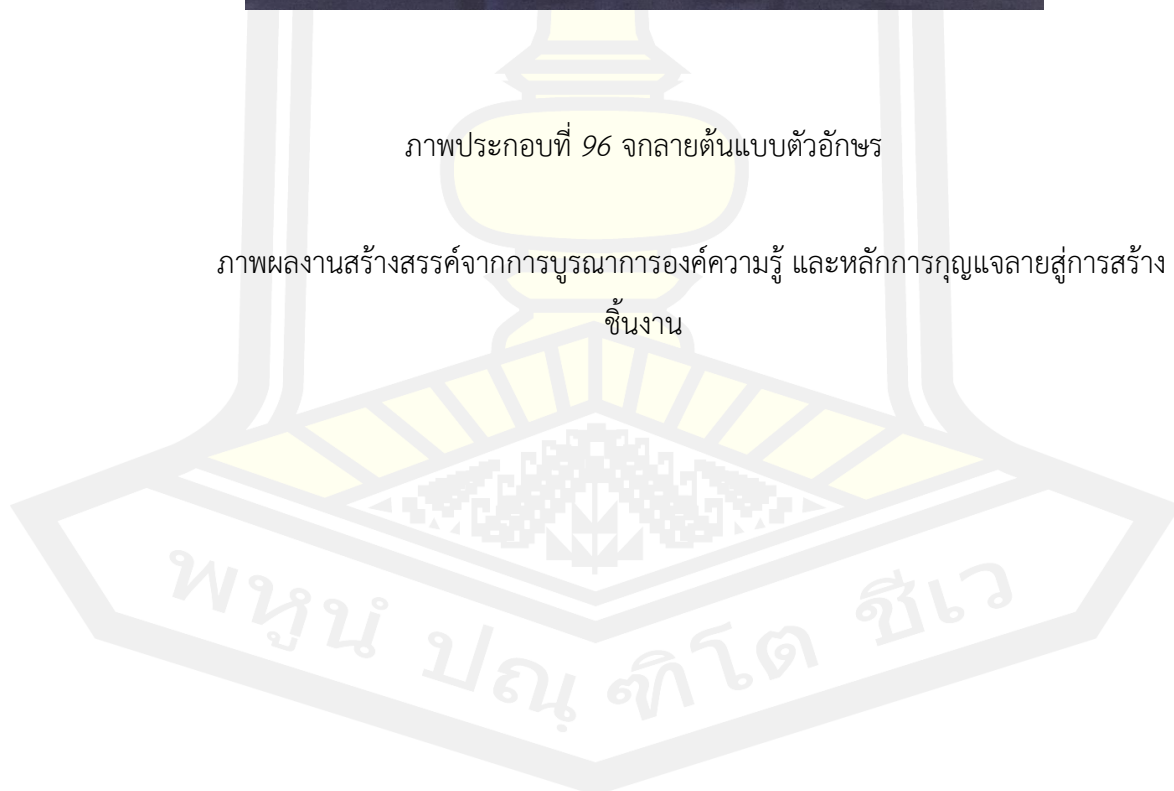 ภาพประกอบที่ 96 จกลายต้นแบบตัวอักษร
ภาพผลงานสร้างสรรค์จากการบูรณาการองค์ความรู้ และหลักการกุญแจลายสู่การสร้าง
ชิ้นงาน
พหูนํ ปณฺฑิโต ชีเว